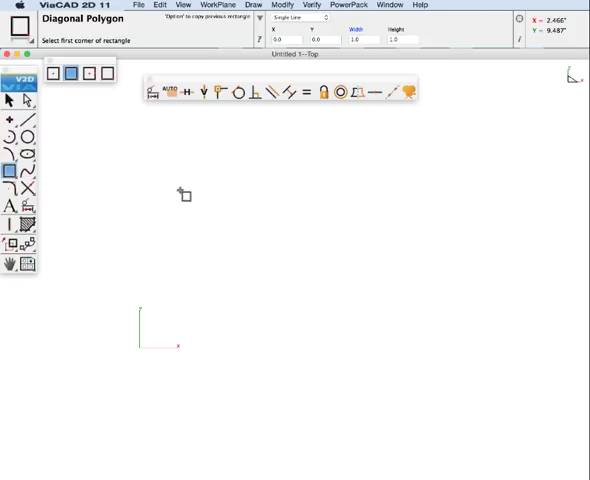 ViaCAD 2D 11 File Edit View WorkPlane Draw Modify Verify PowerPack Window Help
Diagonal Polygon
'Option' to copy previous rectangle
Select first corner of rectangle
Single Line
X Y Width Height
0.0 0.0 1.0 1.0
X = 2.466"
Y = 9.487"
Untitled 1--Top
V2D
VIA
AUTO
H
V
A
Y
X
Y
X